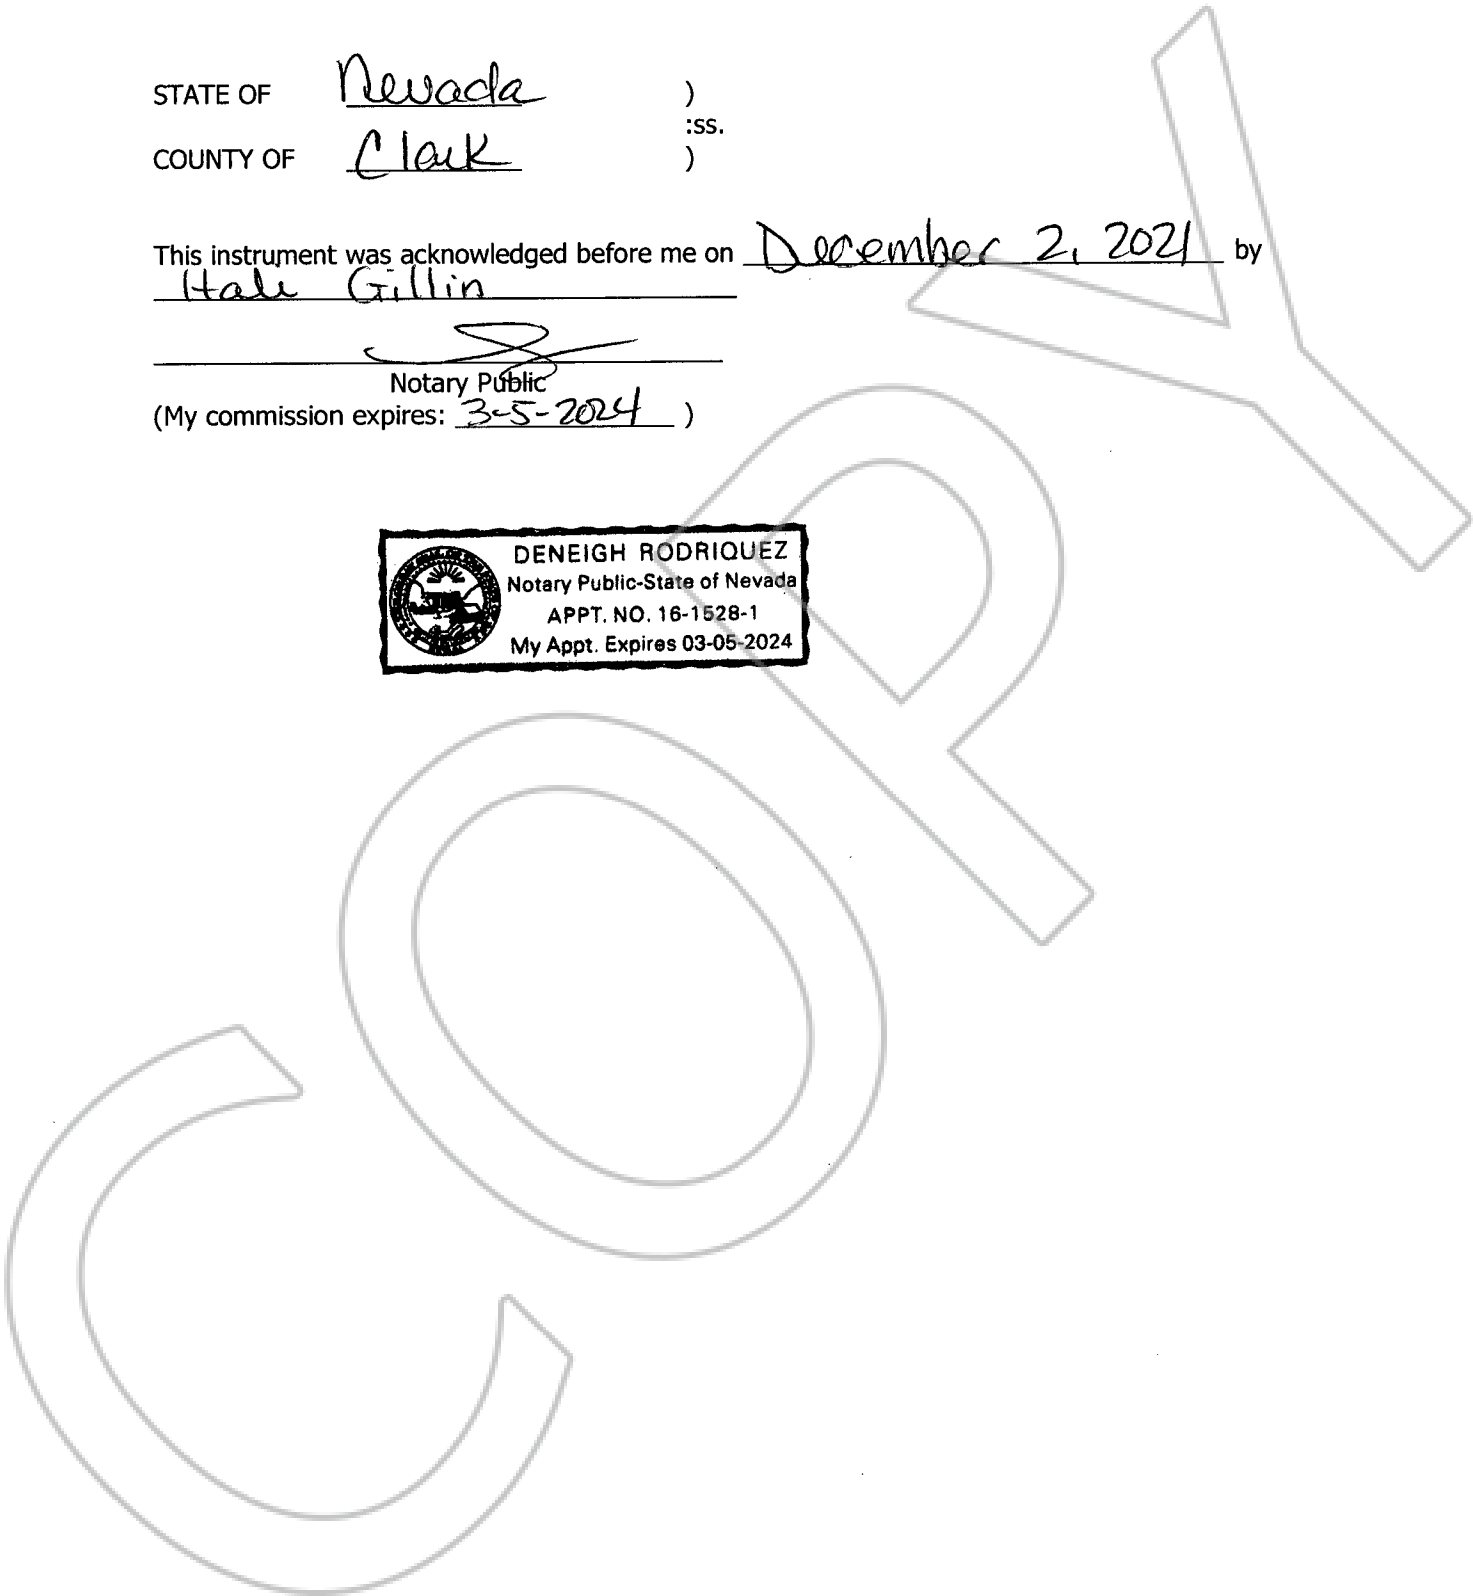 STATE OF Nevada )
:ss.
COUNTY OF Clark )
This instrument was acknowledged before me on December 2, 2021 by
Hali Gillin
Notary Public
(My commission expires: 3-5-2024 )
DENEIGH RODRIQUEZ
Notary Public-State of Nevada
APPT. NO. 16-1528-1
My Appt. Expires 03-05-2024
COPY